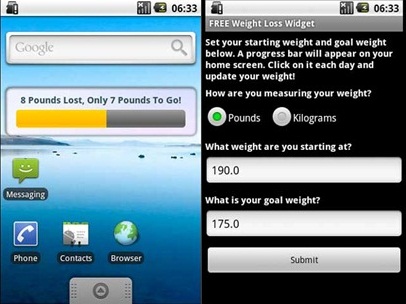 06:33
Google
8 Pounds Lost, Only 7 Pounds To Go!
Messaging
Phone
Contacts
Browser
06:33
FREE Weight Loss Widget
Set your starting weight and goal weight
below. A progress bar will appear on your
home screen. Click on it each day and
update your weight!
How are you measuring your weight?
Pounds
Kilograms
What weight are you starting at?
190.0
What is your goal weight?
175.0
Submit